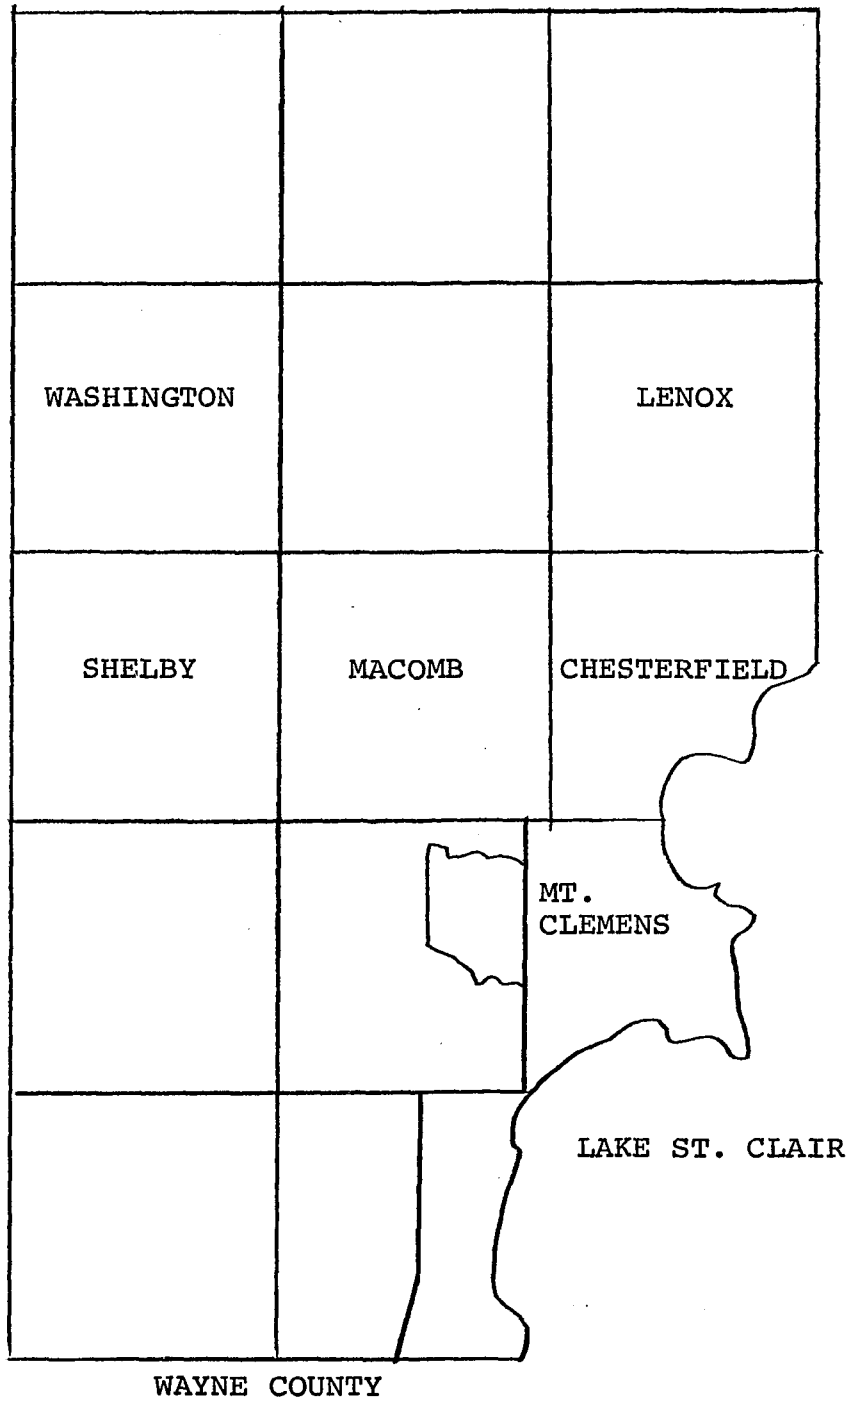 WASHINGTON
LENOX
SHELBY
MACOMB
CHESTERFIELD
MT.
CLEMENS
LAKE ST. CLAIR
WAYNE COUNTY